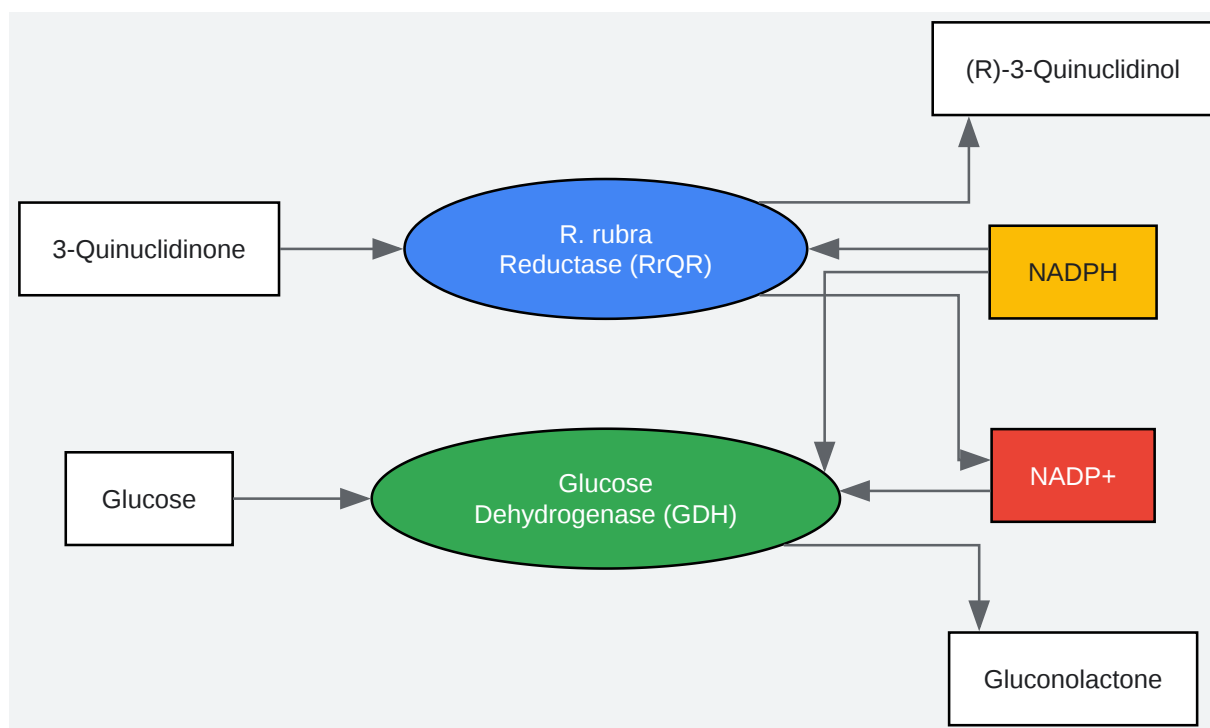 (R)-3-Quinuclidinol
3-Quinuclidinone
R. rubra
Reductase (RrQR)
NADPH
Glucose
Glucose
Dehydrogenase (GDH)
NADP+
Gluconolactone